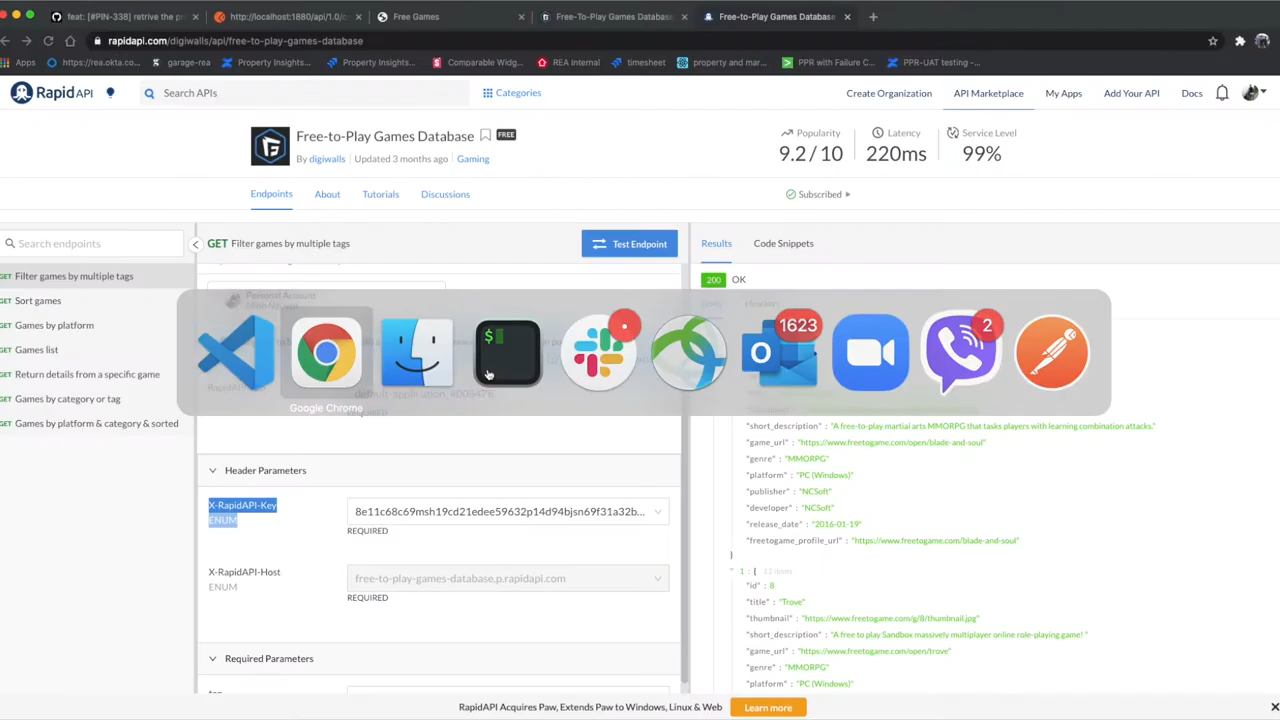 feat: [#PIN-338] retrive the p
http://localhost:1880/api/1.0/c
Free Games
Free-To-Play Games Database
Free-to-Play Games Database
rapidapi.com/digiwalls/api/free-to-play-games-database
Apps
https://rea.okta.co...
garage-rea
Property Insights...
Property Insights...
Comparable Widg...
REA Internal
timesheet
property and mar...
PPR with Failure C...
PPR-UAT testing -...
Rapid API
Search APIs
Categories
Create Organization
API Marketplace
My Apps
Add Your API
Docs
Free-to-Play Games Database
FREE
By digiwalls Updated 3 months ago Gaming
Popularity
9.2 / 10
Latency
220ms
Service Level
99%
Endpoints
About
Tutorials
Discussions
Subscribed
Search endpoints
GET Filter games by multiple tags
Test Endpoint
Results
Code Snippets
GET Filter games by multiple tags
GET Sort games
GET Games by platform
GET Games list
GET Return details from a specific game
GET Games by category or tag
GET Games by platform & category & sorted
200 OK
Personal Account
1623
2
$
Google Chrome
Header Parameters
X-RapidAPI-Key
ENUM
8e11c68c69msh19cd21edee59632p14d94bjsn69f31a32b...
REQUIRED
X-RapidAPI-Host
ENUM
free-to-play-games-database.p.rapidapi.com
REQUIRED
Required Parameters
"short_description" : "A free-to-play martial arts MMORPG that tasks players with learning combination attacks."
"game_url" : "https://www.freetogame.com/open/blade-and-soul"
"genre" : "MMORPG"
"platform" : "PC (Windows)"
"publisher" : "NCSoft"
"developer" : "NCSoft"
"release_date" : "2016-01-19"
"freetogame_profile_url" : "https://www.freetogame.com/blade-and-soul"
}
1 : { 11 items
"id" : 8
"title" : "Trove"
"thumbnail" : "https://www.freetogame.com/g/8/thumbnail.jpg"
"short_description" : "A free to play Sandbox massively multiplayer online role-playing game! "
"game_url" : "https://www.freetogame.com/open/trove"
"genre" : "MMORPG"
"platform" : "PC (Windows)"
RapidAPI Acquires Paw, Extends Paw to Windows, Linux & Web
Learn more